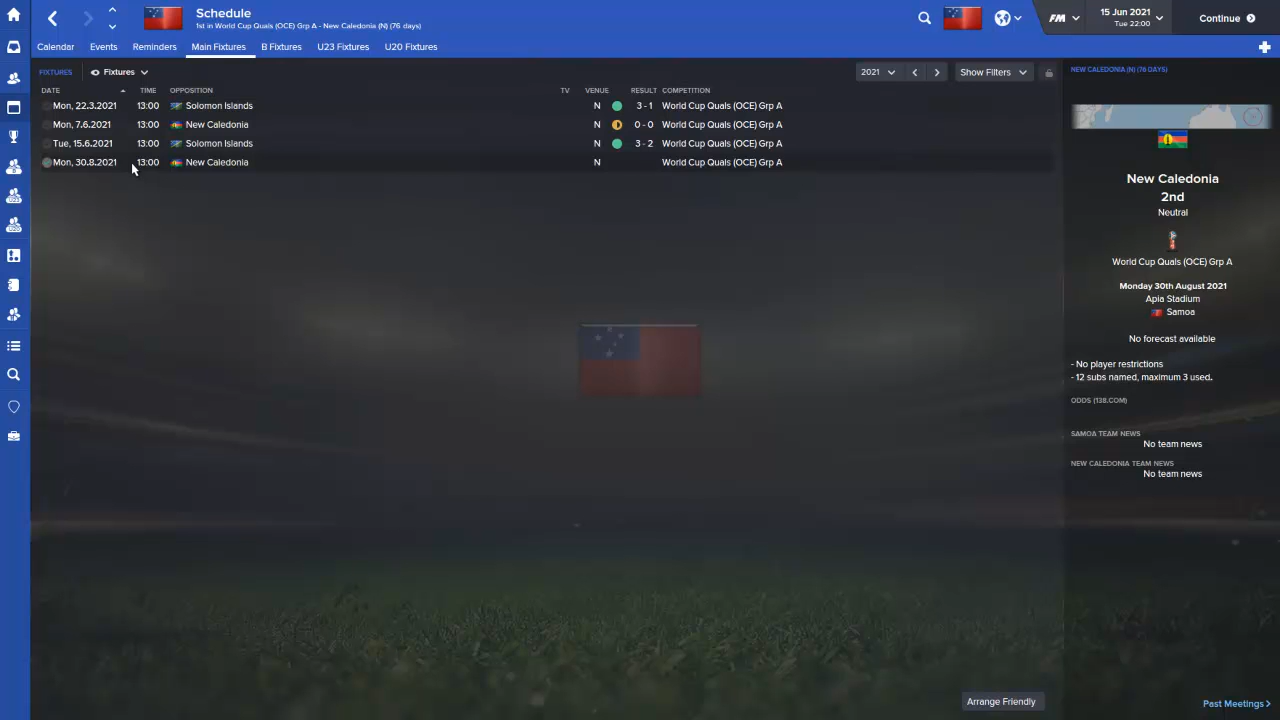 Schedule
1st in World Cup Quals (OCE) Grp A - New Caledonia (N) (76 days)
FM
15 Jun 2021
Tue 22:00
Continue
Calendar Events Reminders Main Fixtures B Fixtures U23 Fixtures U20 Fixtures
FIXTURES Fixtures 2021 Show Filters
DATE TIME OPPOSITION TV VENUE RESULT COMPETITION
Mon, 22.3.2021 13:00 Solomon Islands N 3 - 1 World Cup Quals (OCE) Grp A
Mon, 7.6.2021 13:00 New Caledonia N 0 - 0 World Cup Quals (OCE) Grp A
Tue, 15.6.2021 13:00 Solomon Islands N 3 - 2 World Cup Quals (OCE) Grp A
Mon, 30.8.2021 13:00 New Caledonia N World Cup Quals (OCE) Grp A
Arrange Friendly
NEW CALEDONIA (N) (76 DAYS)
New Caledonia
2nd
Neutral
World Cup Quals (OCE) Grp A
Monday 30th August 2021
Apia Stadium
Samoa
No forecast available
- No player restrictions
- 12 subs named, maximum 3 used.
ODDS (138.COM)
SAMOA TEAM NEWS
No team news
NEW CALEDONIA TEAM NEWS
No team news
Past Meetings >